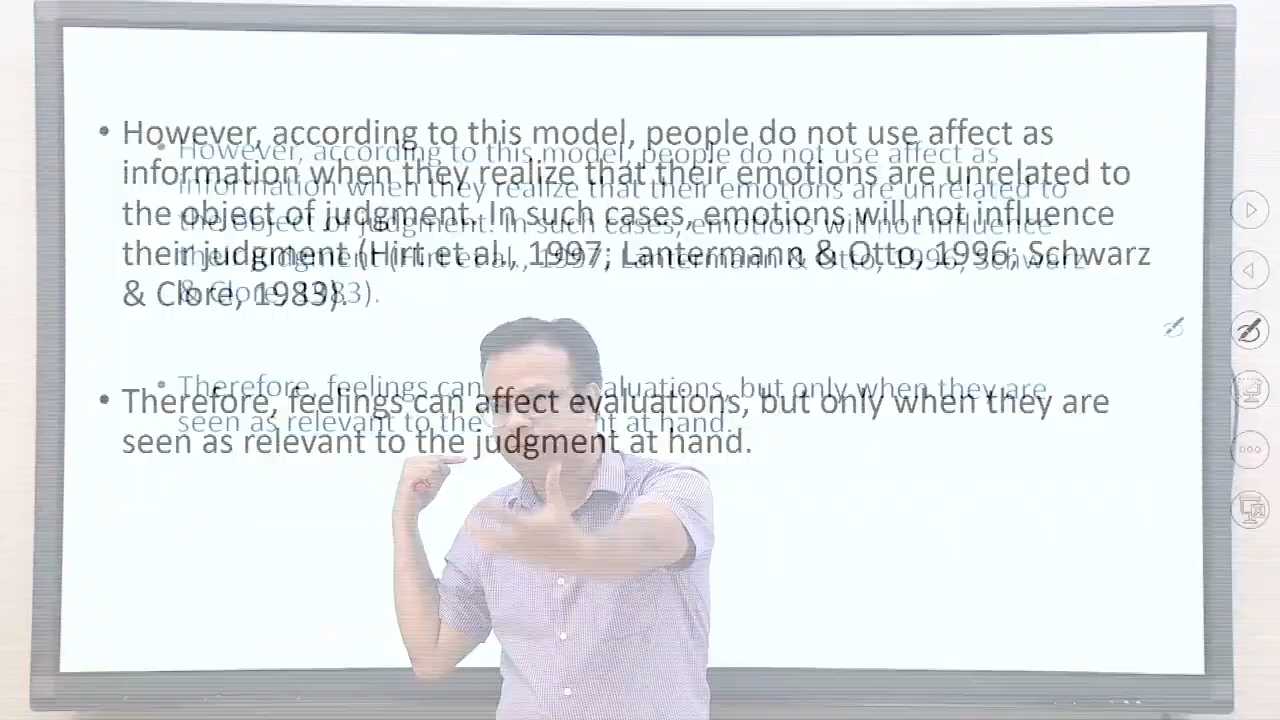 • However, according to this model, people do not use affect as
information when they realize that their emotions are unrelated to
the object of judgment. In such cases, emotions will not influence
their judgment (Hirt et al., 1997; Lantermann & Otto, 1996; Schwarz
& Clore, 1983).
• Therefore, feelings can affect evaluations, but only when they are
seen as relevant to the judgment at hand.